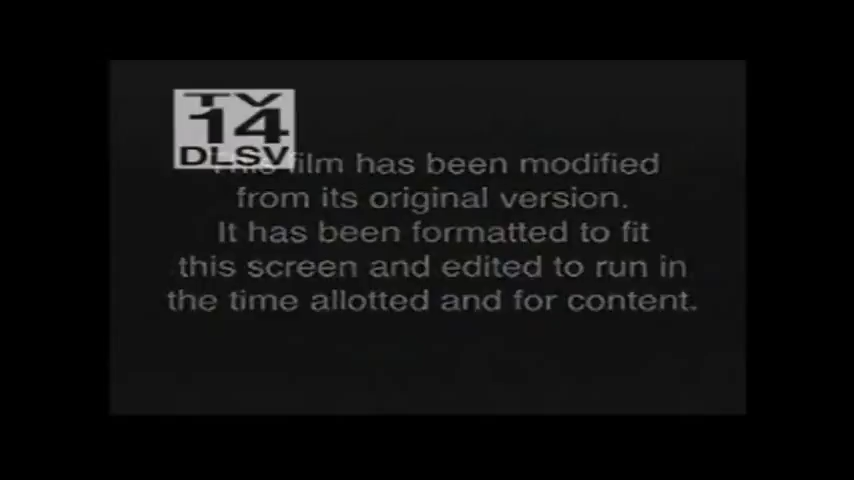 TV
14
DLSV
This film has been modified
from its original version.
It has been formatted to fit
this screen and edited to run in
the time allotted and for content.